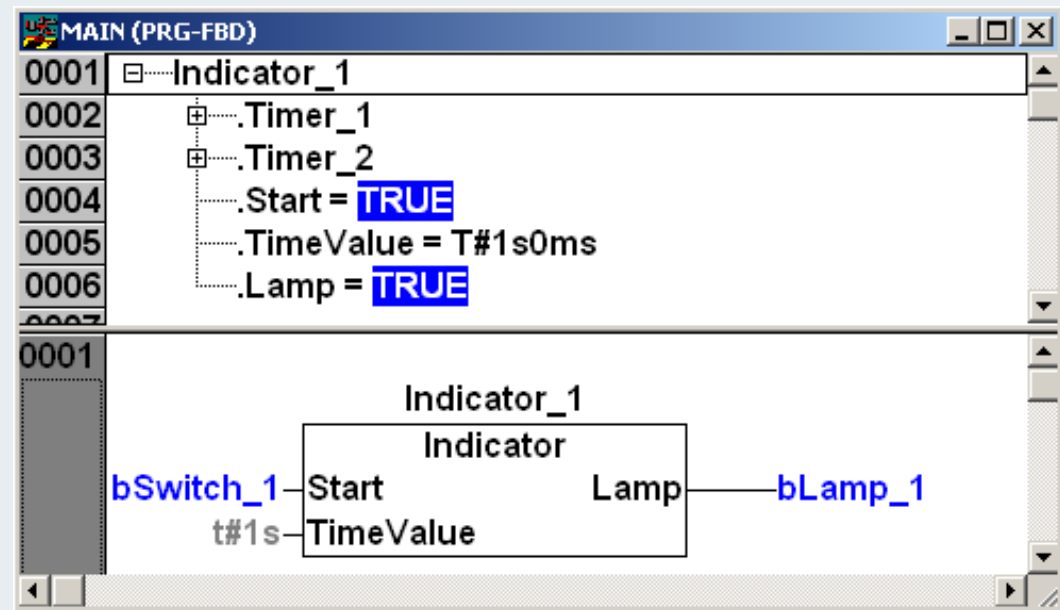 MAIN (PRG-FBD)
0001 Indicator_1
0002 .Timer_1
0003 .Timer_2
0004 .Start = TRUE
0005 .TimeValue = T#1s0ms
0006 .Lamp = TRUE
0007
0001
Indicator_1
Indicator
bSwitch_1 Start Lamp bLamp_1
t#1s TimeValue